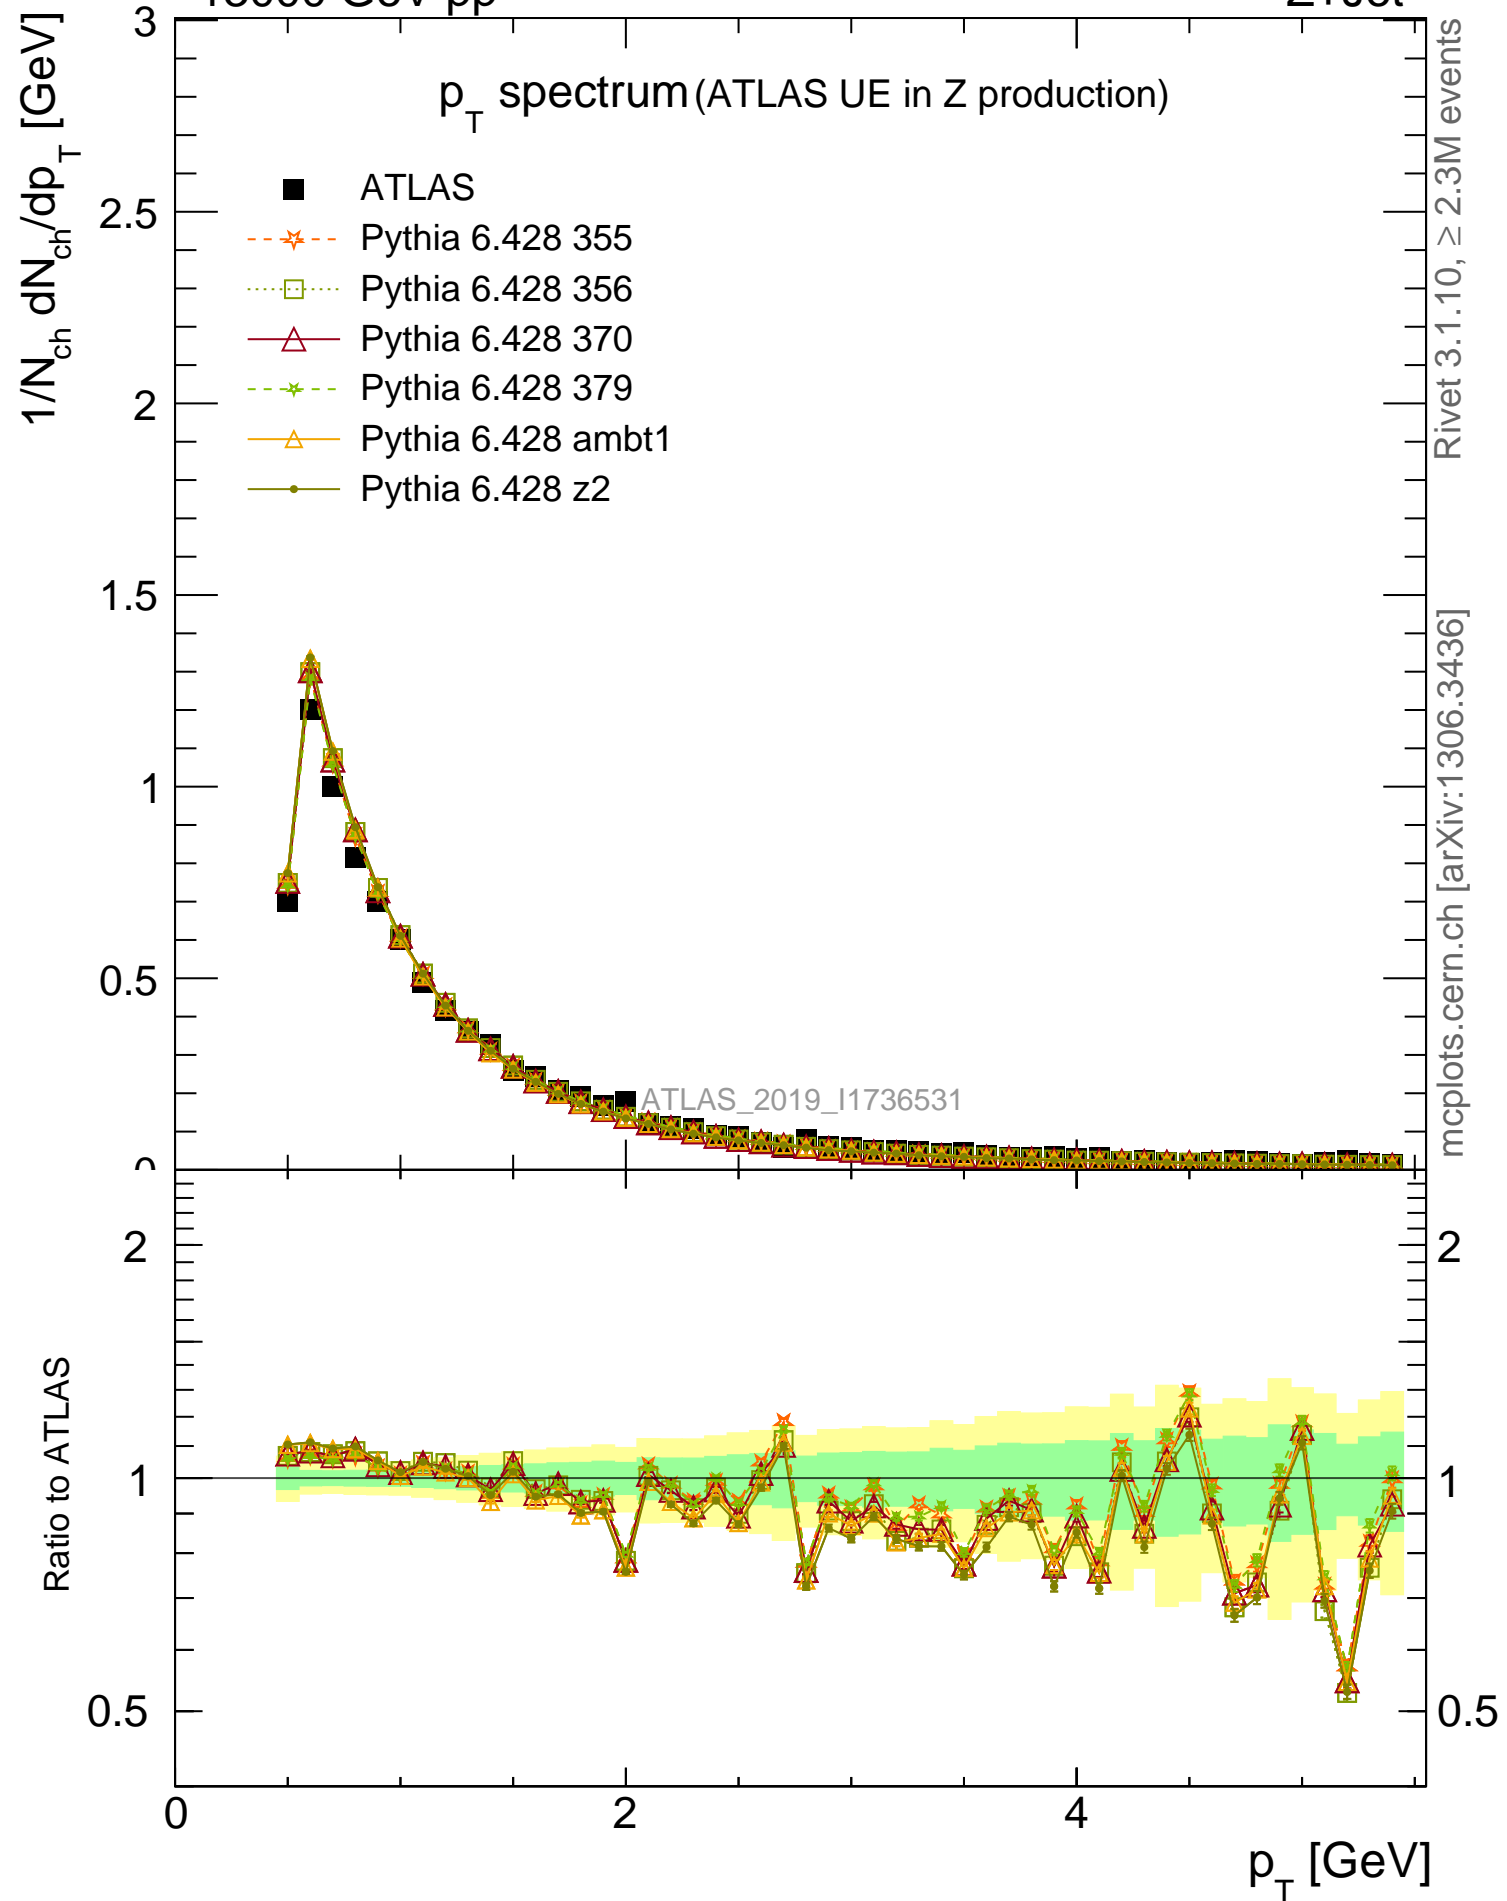 13000 GeV pp
Z+Jet
p_T spectrum (ATLAS UE in Z production)
1/N_ch dN_ch/dp_T [GeV]
3
2.5
2
1.5
1
0.5
0
ATLAS
Pythia 6.428 355
Pythia 6.428 356
Pythia 6.428 370
Pythia 6.428 379
Pythia 6.428 ambt1
Pythia 6.428 z2
ATLAS_2019_I1736531
Rivet 3.1.10, ≥ 2.3M events
mcplots.cern.ch [arXiv:1306.3436]
Ratio to ATLAS
2
1
0.5
2
1
0.5
0
2
4
p_T [GeV]